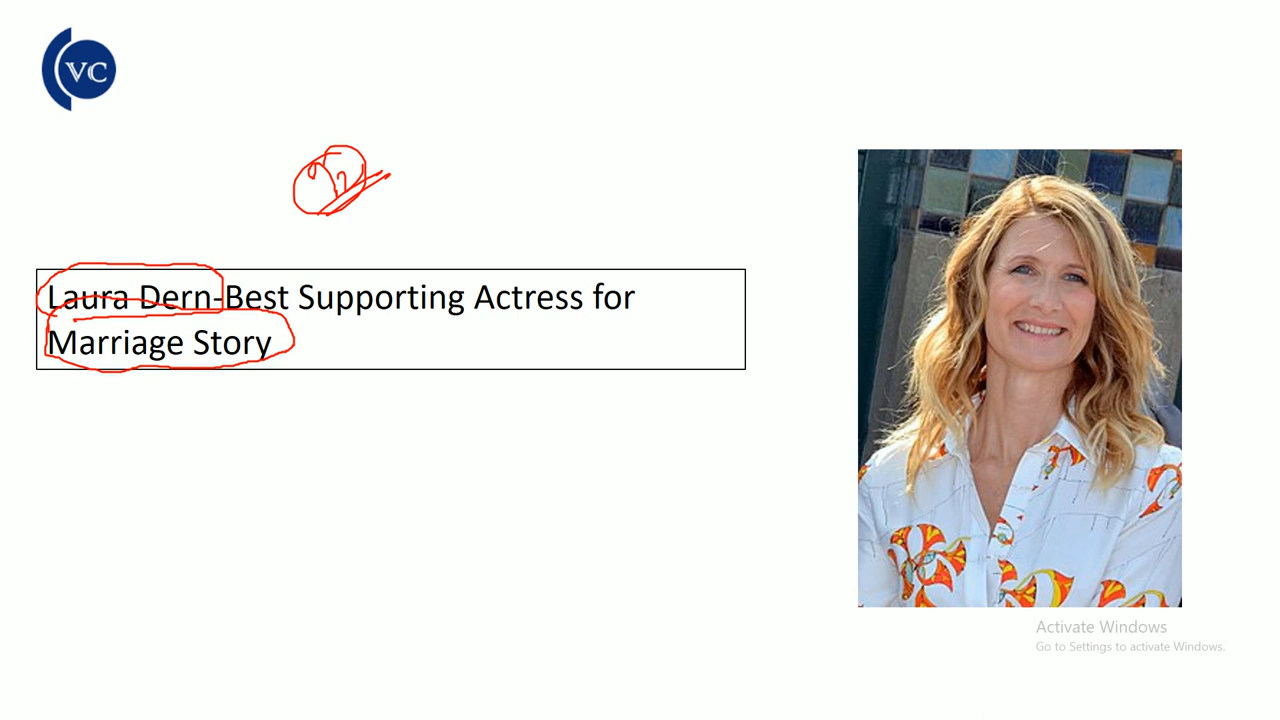 VC
Laura Dern-Best Supporting Actress for
Marriage Story
Activate Windows
Go to Settings to activate Windows.